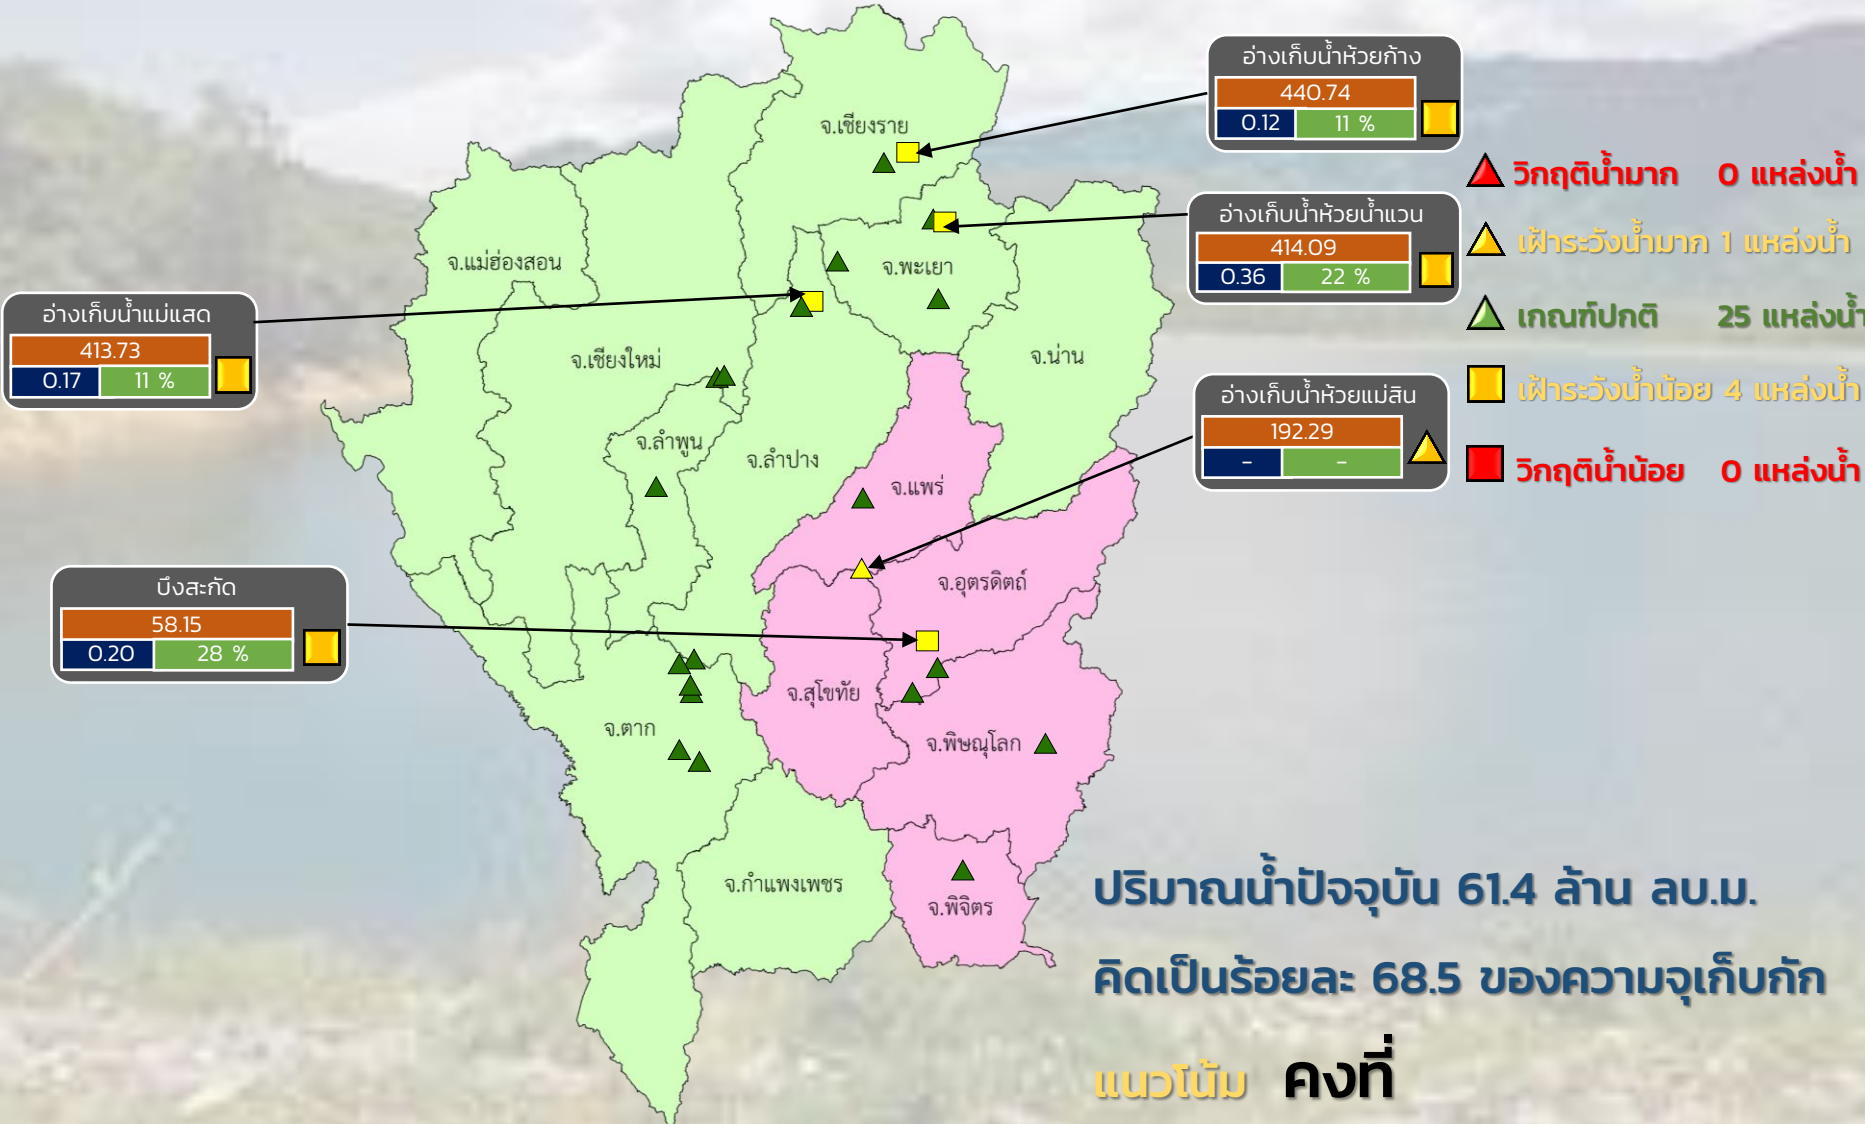 อ่างเก็บน้ำห้วยก้าง
440.74
0.12 11 %
อ่างเก็บน้ำห้วยน้ำแวน
414.09
0.36 22 %
อ่างเก็บน้ำแม่แสด
413.73
0.17 11 %
อ่างเก็บน้ำห้วยแม่สิน
192.29
- -
บึงสะกัด
58.15
0.20 28 %
วิกฤติน้ำมาก 0 แหล่งน้ำ
เฝ้าระวังน้ำมาก 1 แหล่งน้ำ
เกณฑ์ปกติ 25 แหล่งน้ำ
เฝ้าระวังน้ำน้อย 4 แหล่งน้ำ
วิกฤติน้ำน้อย 0 แหล่งน้ำ
จ.เชียงราย
จ.แม่ฮ่องสอน
จ.พะเยา
จ.เชียงใหม่
จ.น่าน
จ.ลำพูน
จ.ลำปาง
จ.แพร่
จ.อุตรดิตถ์
จ.สุโขทัย
จ.ตาก
จ.พิษณุโลก
จ.กำแพงเพชร
จ.พิจิตร
ปริมาณน้ำปัจจุบัน 61.4 ล้าน ลบ.ม.
คิดเป็นร้อยละ 68.5 ของความจุเก็บกัก
แนวโน้ม คงที่